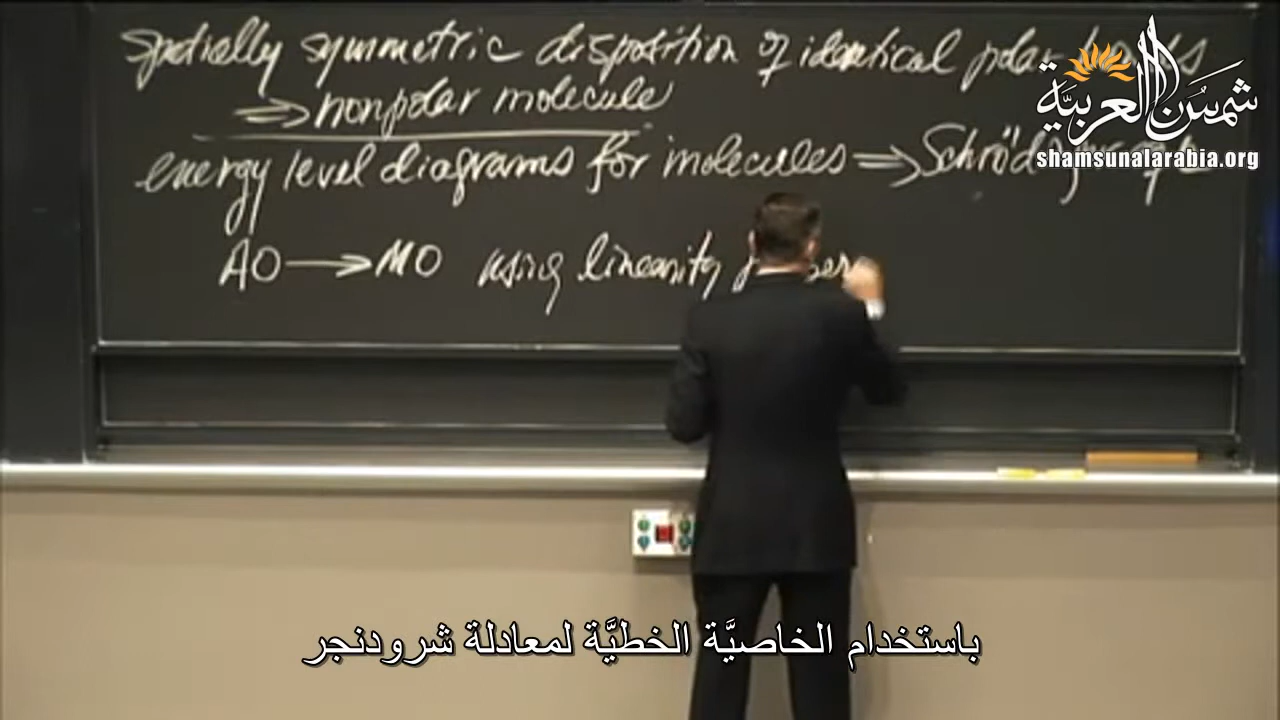 spatially symmetric disposition of identical polar
شمس العربية
⇒ nonpolar molecule
shamsunalarabia.org
energy level diagrams for molecules ⇒
AO → MO using linearity
باستخدام الخاصيَّة الخطيَّة لمعادلة شرودنجر